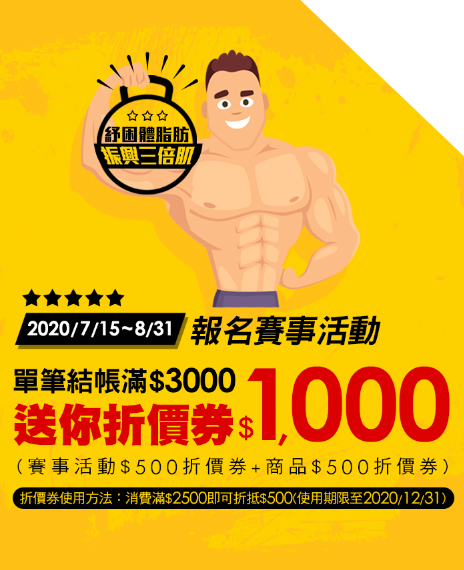 紓困體脂肪
振興三倍肌
2020/7/15~8/31 報名賽事活動
單筆結帳滿$3000
送你折價券$1,000
(賽事活動$500折價券+商品$500折價券)
折價券使用方法:消費滿$2500即可折抵$500(使用期限至2020/12/31)